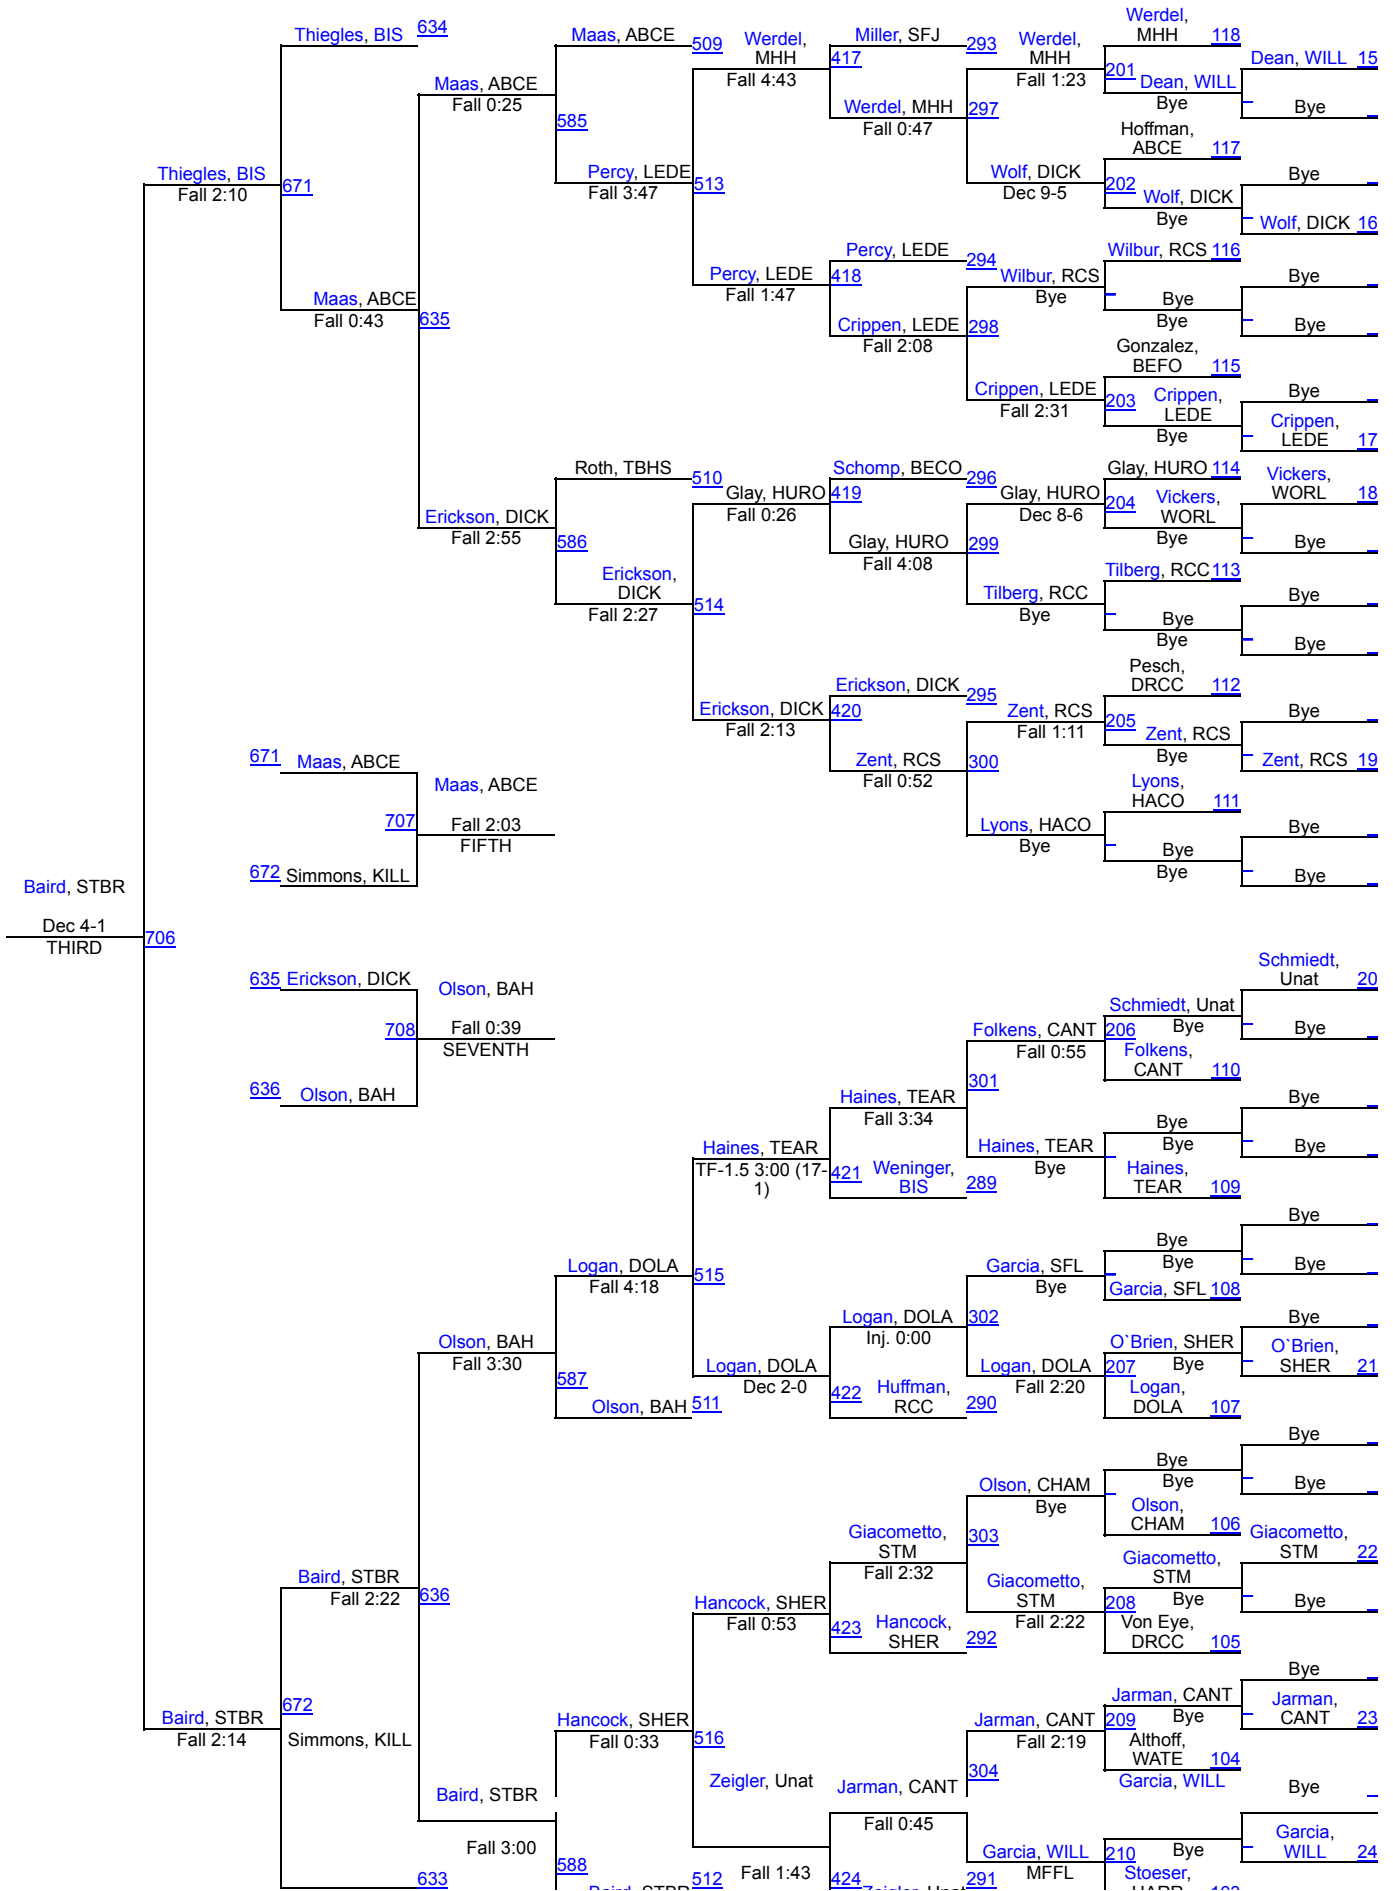 Werdel,
Thiegles, BIS 634 Maas, ABCE 509 Werdel, Miller, SFJ 293 Werdel, MHH 118
MHH 417 MHH Dean, WILL 15
Maas, ABCE Fall 4:43 Fall 1:23 201 Dean, WILL
Fall 0:25 Werdel, MHH 297 Bye Bye
585 Fall 0:47 Hoffman,
ABCE 117
Thiegles, BIS Percy, LEDE Wolf, DICK Bye
Fall 2:10 671 Fall 3:47 513 Dec 9-5 202 Wolf, DICK
Bye Wolf, DICK 16
Percy, LEDE 294 Wilbur, RCS 116
Percy, LEDE 418 Wilbur, RCS Bye
Maas, ABCE Fall 1:47 Bye Bye
Fall 0:43 635 Crippen, LEDE 298 Bye Bye
Fall 2:08 Gonzalez,
BEFO 115
Crippen, LEDE 203 Crippen, Bye
Fall 2:31 LEDE Crippen,
Bye LEDE 17
Roth, TBHS 510 Schomp, BECO 296 Glay, HURO 114 Vickers,
Glay, HURO 419 Glay, HURO Vickers, WORL 18
Erickson, DICK Fall 0:26 Dec 8-6 204 WORL
Fall 2:55 586 Glay, HURO 299 Bye Bye
Erickson, Fall 4:08 Tilberg, RCC 113
DICK Tilberg, RCC Bye
Fall 2:27 514 Bye Bye
Bye Bye
Pesch,
Erickson, DICK 295 DRCC 112
Erickson, DICK 420 Zent, RCS Bye
Fall 2:13 Fall 1:11 205 Zent, RCS
671 Maas, ABCE Zent, RCS 300 Bye Zent, RCS 19
Maas, ABCE Fall 0:52 Lyons,
HACO 111
707 Fall 2:03 Lyons, HACO Bye
FIFTH Bye Bye
672 Simmons, KILL Bye Bye
Baird, STBR
Dec 4-1 706
THIRD
Schmiedt,
635 Erickson, DICK Unat 20
Olson, BAH Schmiedt, Unat
708 Fall 0:39 Folkens, CANT 206 Bye Bye
SEVENTH Fall 0:55 Folkens,
CANT 110
636 Olson, BAH Haines, TEAR 301 Bye
Fall 3:34 Bye
Haines, TEAR Haines, TEAR Bye Bye
TF-1.5 3:00 (17- 421 Weninger, Bye Haines,
1) BIS 289 TEAR 109
Bye
Bye
Logan, DOLA 515 Garcia, SFL Bye Bye
Fall 4:18 Bye Garcia, SFL 108
Logan, DOLA 302 Bye
Olson, BAH Inj. 0:00 O`Brien, SHER O`Brien,
Fall 3:30 Logan, DOLA Logan, DOLA 207 Bye SHER 21
587 Dec 2-0 422 Huffman, Fall 2:20 Logan,
Olson, BAH 511 RCC 290 DOLA 107
Bye
Bye
Olson, CHAM Bye Bye
Bye Olson,
Giacometto, 303 CHAM 106 Giacometto,
STM Giacometto, STM 22
Baird, STBR Fall 2:32 Giacometto, STM
Fall 2:22 636 Hancock, SHER STM 208 Bye Bye
Fall 0:53 423 Hancock, Fall 2:22 Von Eye,
SHER 292 DRCC 105
Bye
672 Jarman, CANT Jarman,
Baird, STBR Hancock, SHER Jarman, CANT 209 Bye CANT 23
Fall 2:14 Simmons, KILL Fall 0:33 516 Fall 2:19 Althoff,
WATE 104
Zeigler, Unat Jarman, CANT 304 Garcia, WILL Bye
Baird, STBR
Fall 0:45 Garcia,
Fall 3:00 Garcia, WILL 210 Bye WILL 24
588 512 Fall 1:43 424 291 MFFL Stoeser,
633 Baird, STBR Zeigler, Unat HARR 103